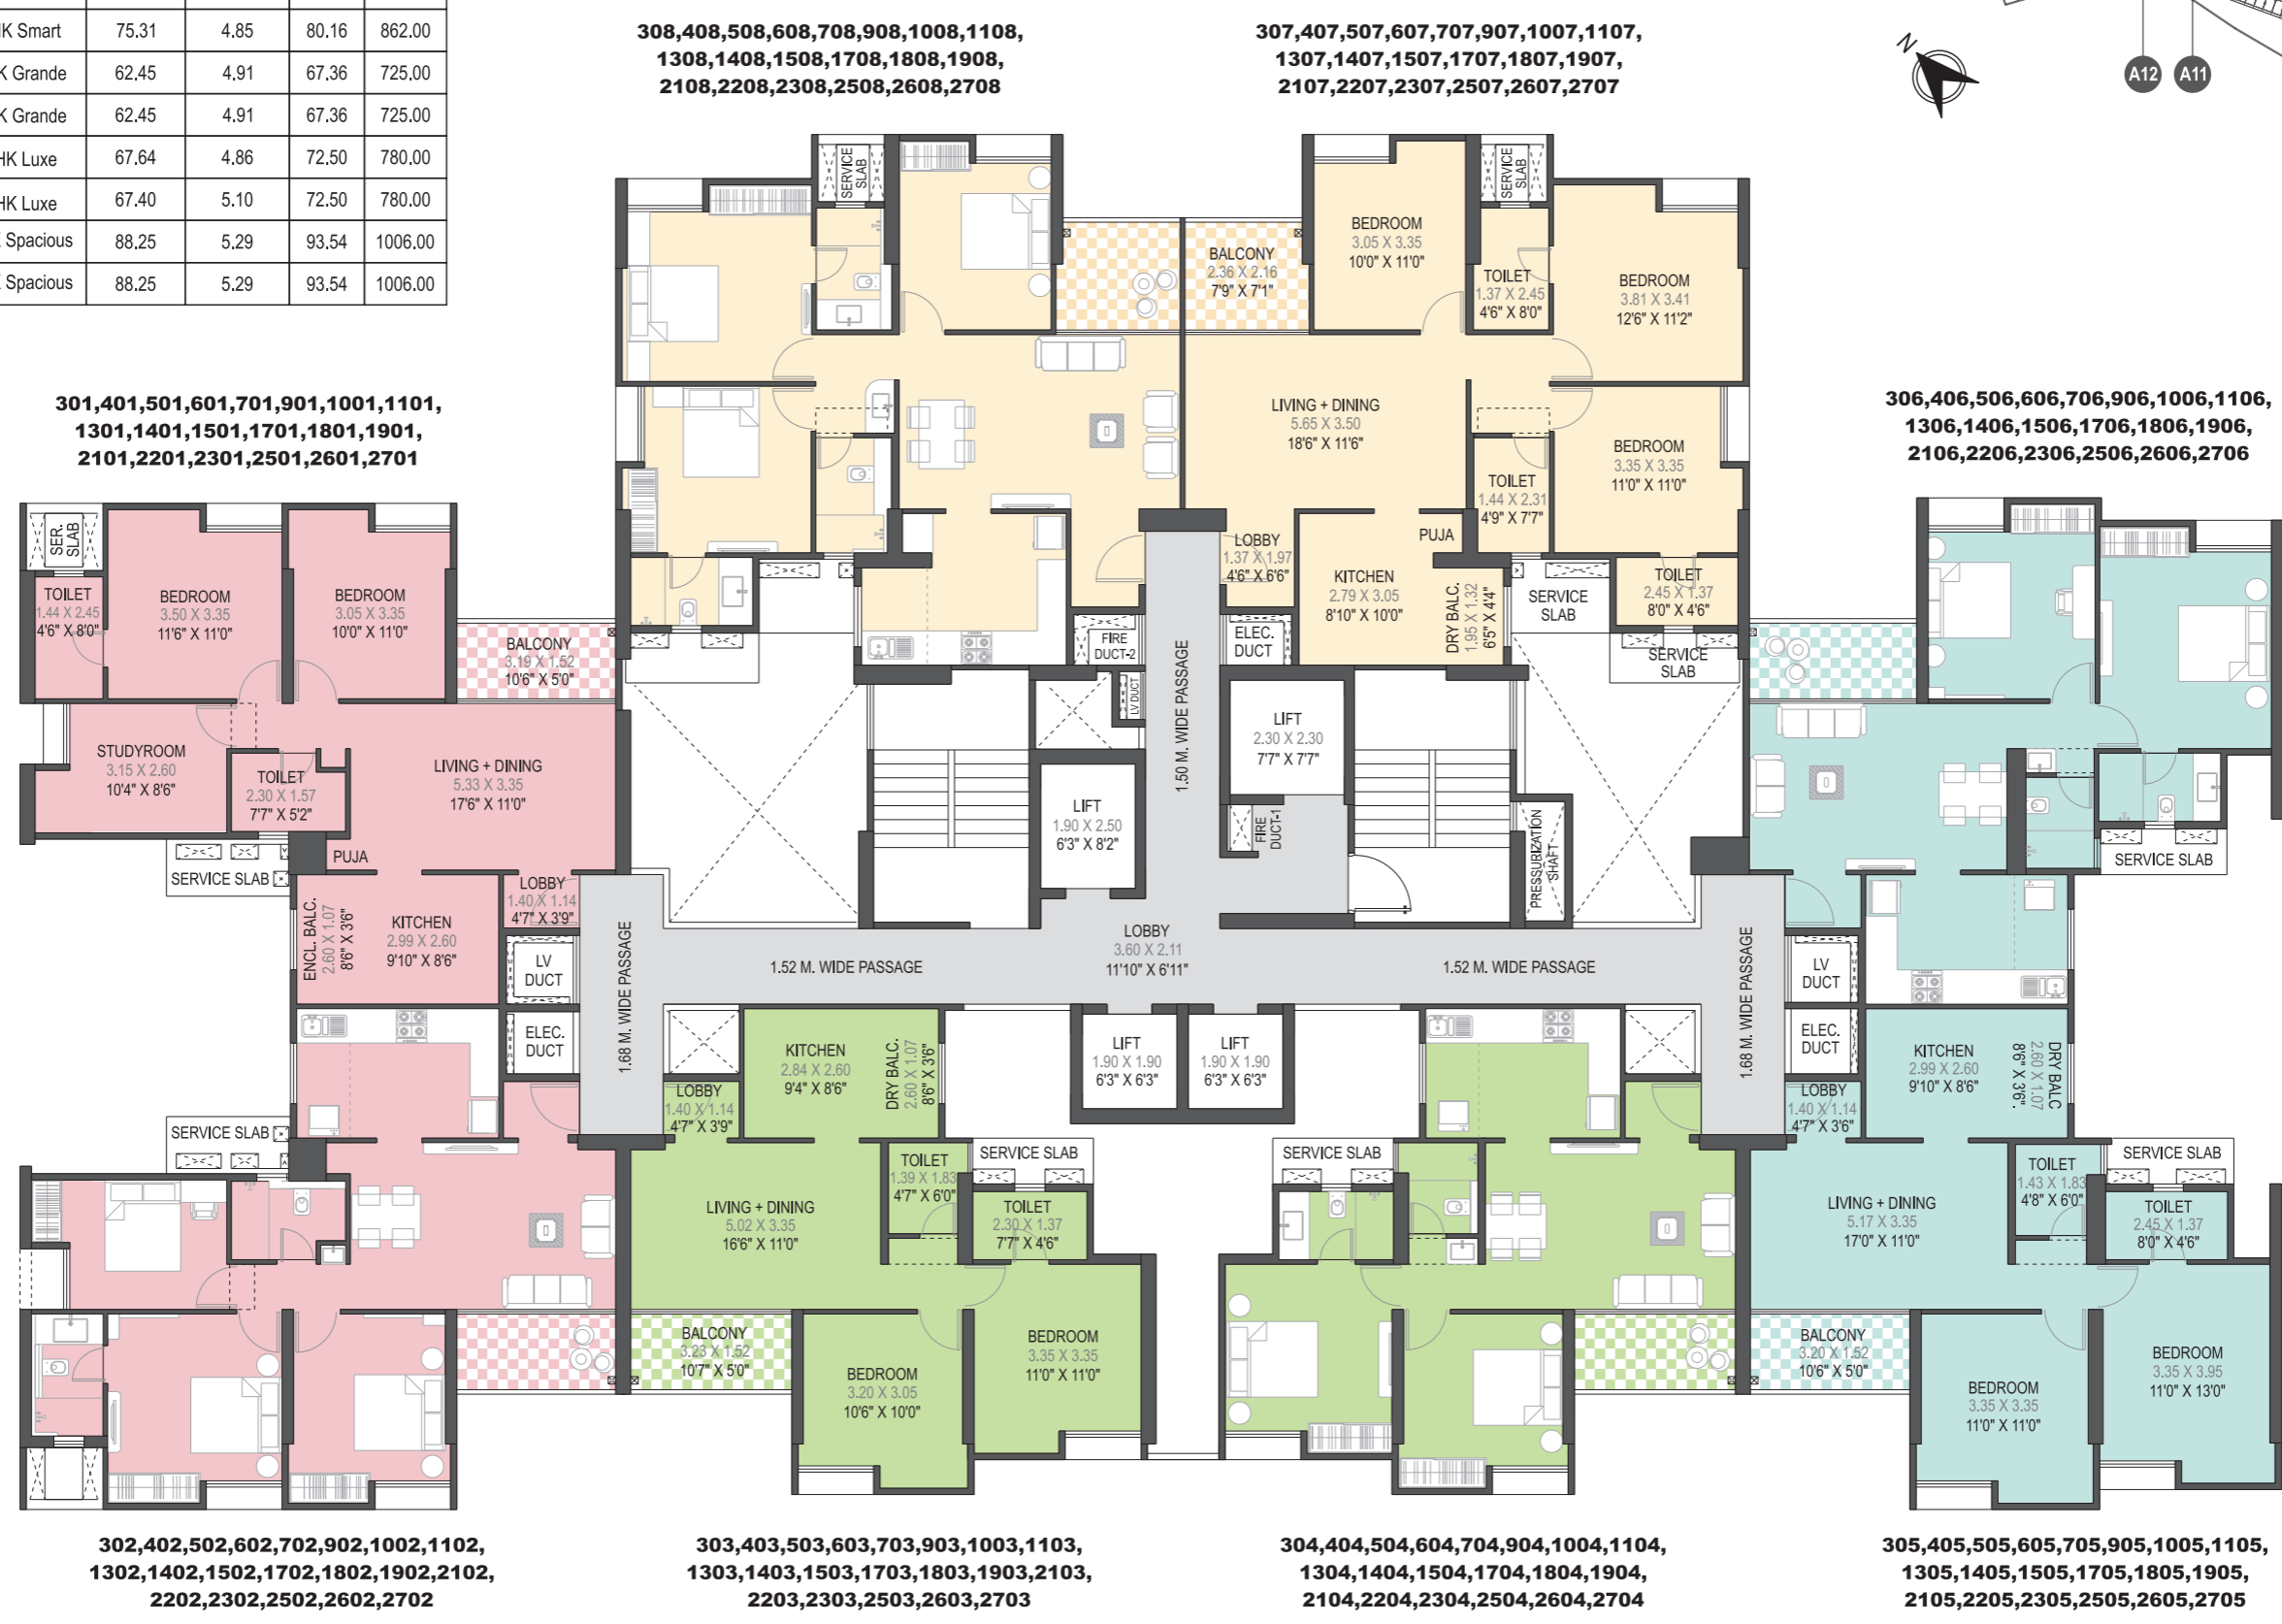 HK Smart 75.31 4.85 80.16 862.00
K Grande 62.45 4.91 67.36 725.00
K Grande 62.45 4.91 67.36 725.00
HK Luxe 67.64 4.86 72.50 780.00
HK Luxe 67.40 5.10 72.50 780.00
Spacious 88.25 5.29 93.54 1006.00
Spacious 88.25 5.29 93.54 1006.00
308,408,508,608,708,908,1008,1108,
1308,1408,1508,1708,1808,1908,
2108,2208,2308,2508,2608,2708
307,407,507,607,707,907,1007,1107,
1307,1407,1507,1707,1807,1907,
2107,2207,2307,2507,2607,2707
N
A12 A11
301,401,501,601,701,901,1001,1101,
1301,1401,1501,1701,1801,1901,
2101,2201,2301,2501,2601,2701
306,406,506,606,706,906,1006,1106,
1306,1406,1506,1706,1806,1906,
2106,2206,2306,2506,2606,2706
SERVICE
SLAB
SERVICE
SLAB
BEDROOM
3.05 X 3.35
10'0" X 11'0"
BALCONY
2.36 X 2.16
7'9" X 7'1"
TOILET
1.37 X 2.45
4'6" X 8'0"
BEDROOM
3.81 X 3.41
12'6" X 11'2"
LIVING + DINING
5.65 X 3.50
18'6" X 11'6"
BEDROOM
3.35 X 3.35
11'0" X 11'0"
TOILET
1.44 X 2.31
4'9" X 7'7"
PUJA
LOBBY
1.37 X 1.97
4'6" X 6'6"
KITCHEN
2.79 X 3.05
8'10" X 10'0"
DRY BALC.
1.95 X 1.32
6'5" X 4'4"
SERVICE
SLAB
TOILET
2.45 X 1.37
8'0" X 4'6"
SERVICE
SLAB
FIRE
DUCT-2
ELEC.
DUCT
LV DUCT
1.50 M. WIDE PASSAGE
LIFT
2.30 X 2.30
7'7" X 7'7"
LIFT
1.90 X 2.50
6'3" X 8'2"
FIRE
DUCT-1
PRESSURIZATION
SHAFT
SER.
SLAB
TOILET
1.44 X 2.45
4'6" X 8'0"
BEDROOM
3.50 X 3.35
11'6" X 11'0"
BEDROOM
3.05 X 3.35
10'0" X 11'0"
BALCONY
3.19 X 1.52
10'6" X 5'0"
STUDYROOM
3.15 X 2.60
10'4" X 8'6"
TOILET
2.30 X 1.57
7'7" X 5'2"
LIVING + DINING
5.33 X 3.35
17'6" X 11'0"
PUJA
SERVICE SLAB
LOBBY
1.40 X 1.14
4'7" X 3'9"
ENCL. BALC.
2.60 X 1.07
8'6" X 3'6"
KITCHEN
2.99 X 2.60
9'10" X 8'6"
LV
DUCT
ELEC.
DUCT
1.68 M. WIDE PASSAGE
1.52 M. WIDE PASSAGE
LOBBY
3.60 X 2.11
11'10" X 6'11"
1.52 M. WIDE PASSAGE
1.68 M. WIDE PASSAGE
SERVICE SLAB
LV
DUCT
ELEC.
DUCT
KITCHEN
2.84 X 2.60
9'4" X 8'6"
DRY BALC.
2.60 X 1.07
8'6" X 3'6"
LOBBY
1.40 X 1.14
4'7" X 3'9"
LIFT
1.90 X 1.90
6'3" X 6'3"
LIFT
1.90 X 1.90
6'3" X 6'3"
KITCHEN
2.99 X 2.60
9'10" X 8'6"
DRY BALC
2.60 X 1.07
8'6" X 3'6".
LOBBY
1.40 X 1.14
4'7" X 3'6"
SERVICE SLAB
TOILET
1.39 X 1.83
4'7" X 6'0"
SERVICE SLAB
TOILET
2.30 X 1.37
7'7" X 4'6"
LIVING + DINING
5.02 X 3.35
16'6" X 11'0"
SERVICE SLAB
LIVING + DINING
5.17 X 3.35
17'0" X 11'0"
TOILET
1.43 X 1.83
4'8" X 6'0"
SERVICE SLAB
TOILET
2.45 X 1.37
8'0" X 4'6"
BALCONY
3.23 X 1.52
10'7" X 5'0"
BEDROOM
3.20 X 3.05
10'6" X 10'0"
BEDROOM
3.35 X 3.35
11'0" X 11'0"
BALCONY
3.20 X 1.52
10'6" X 5'0"
BEDROOM
3.35 X 3.35
11'0" X 11'0"
BEDROOM
3.35 X 3.95
11'0" X 13'0"
302,402,502,602,702,902,1002,1102,
1302,1402,1502,1702,1802,1902,2102,
2202,2302,2502,2602,2702
303,403,503,603,703,903,1003,1103,
1303,1403,1503,1703,1803,1903,2103,
2203,2303,2503,2603,2703
304,404,504,604,704,904,1004,1104,
1304,1404,1504,1704,1804,1904,
2104,2204,2304,2504,2604,2704
305,405,505,605,705,905,1005,1105,
1305,1405,1505,1705,1805,1905,
2105,2205,2305,2505,2605,2705